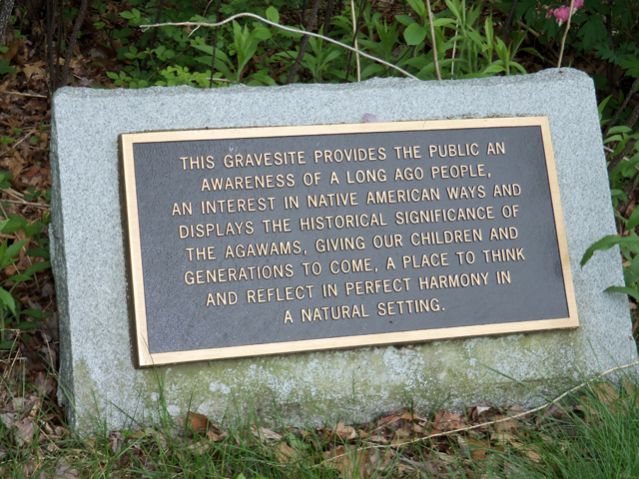 THIS GRAVESITE PROVIDES THE PUBLIC AN
AWARENESS OF A LONG AGO PEOPLE,
AN INTEREST IN NATIVE AMERICAN WAYS AND
DISPLAYS THE HISTORICAL SIGNIFICANCE OF
THE AGAWAMS, GIVING OUR CHILDREN AND
GENERATIONS TO COME, A PLACE TO THINK
AND REFLECT IN PERFECT HARMONY IN
A NATURAL SETTING.